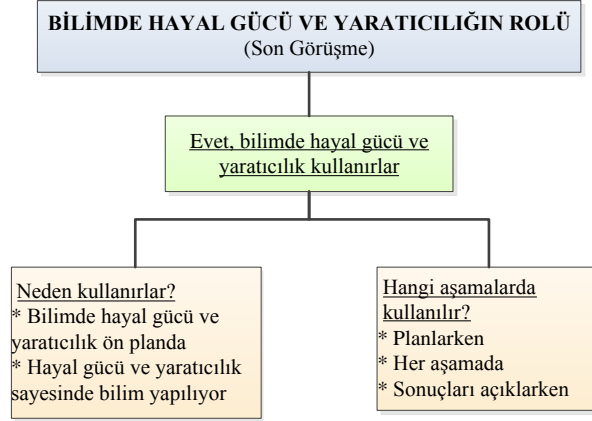 BİLİMDE HAYAL GÜCÜ VE YARATICILIĞIN ROLÜ
(Son Görüşme)
Evet, bilimde hayal gücü ve
yaratıcılık kullanırlar
Neden kullanırlar?
* Bilimde hayal gücü ve
yaratıcılık ön planda
* Hayal gücü ve yaratıcılık
sayesinde bilim yapılıyor
Hangi aşamalarda
kullanılır?
* Planlarken
* Her aşamada
* Sonuçları açıklarken